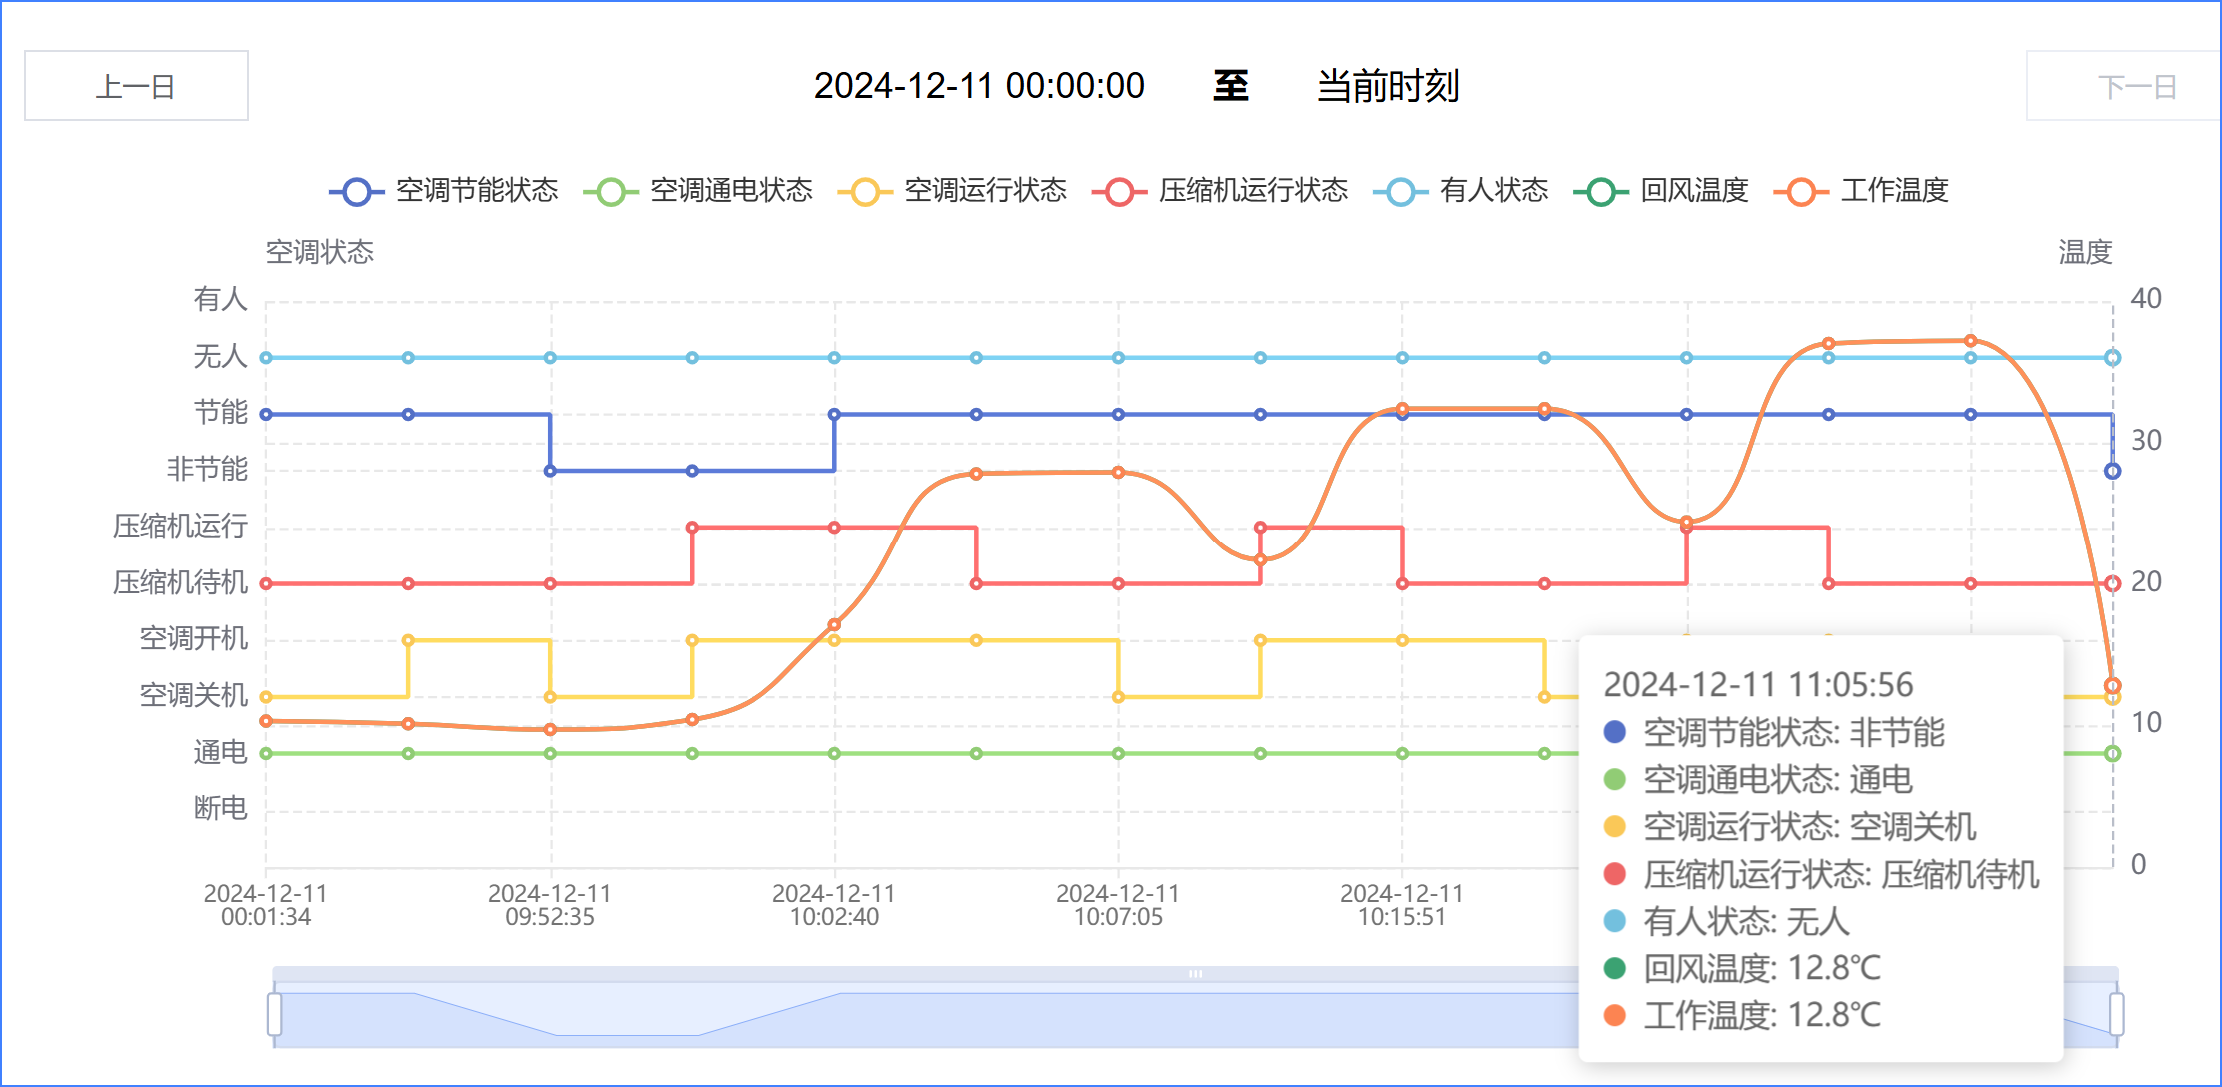 上一日
2024-12-11 00:00:00 至 当前时刻
下一日
空调节能状态 空调通电状态 空调运行状态 压缩机运行状态 有人状态 回风温度 工作温度
空调状态
温度
有人
无人
节能
非节能
压缩机运行
压缩机待机
空调开机
空调关机
通电
断电
40
30
20
10
0
2024-12-11
00:01:34
2024-12-11
09:52:35
2024-12-11
10:02:40
2024-12-11
10:07:05
2024-12-11
10:15:51
2024-12-11 11:05:56
空调节能状态: 非节能
空调通电状态: 通电
空调运行状态: 空调关机
压缩机运行状态: 压缩机待机
有人状态: 无人
回风温度: 12.8℃
工作温度: 12.8℃